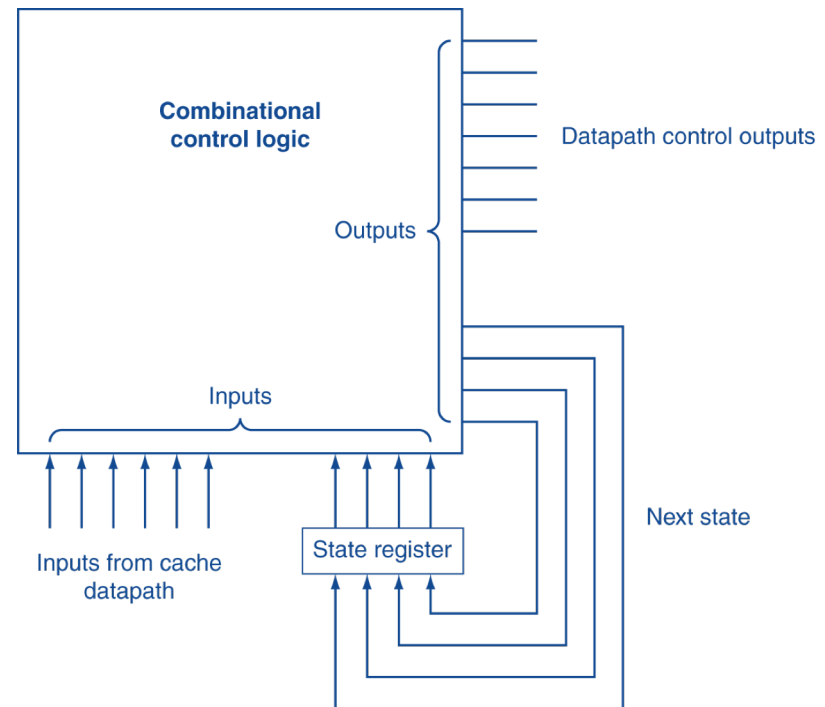 Combinational
control logic
Datapath control outputs
Outputs
Inputs
Next state
State register
Inputs from cache
datapath